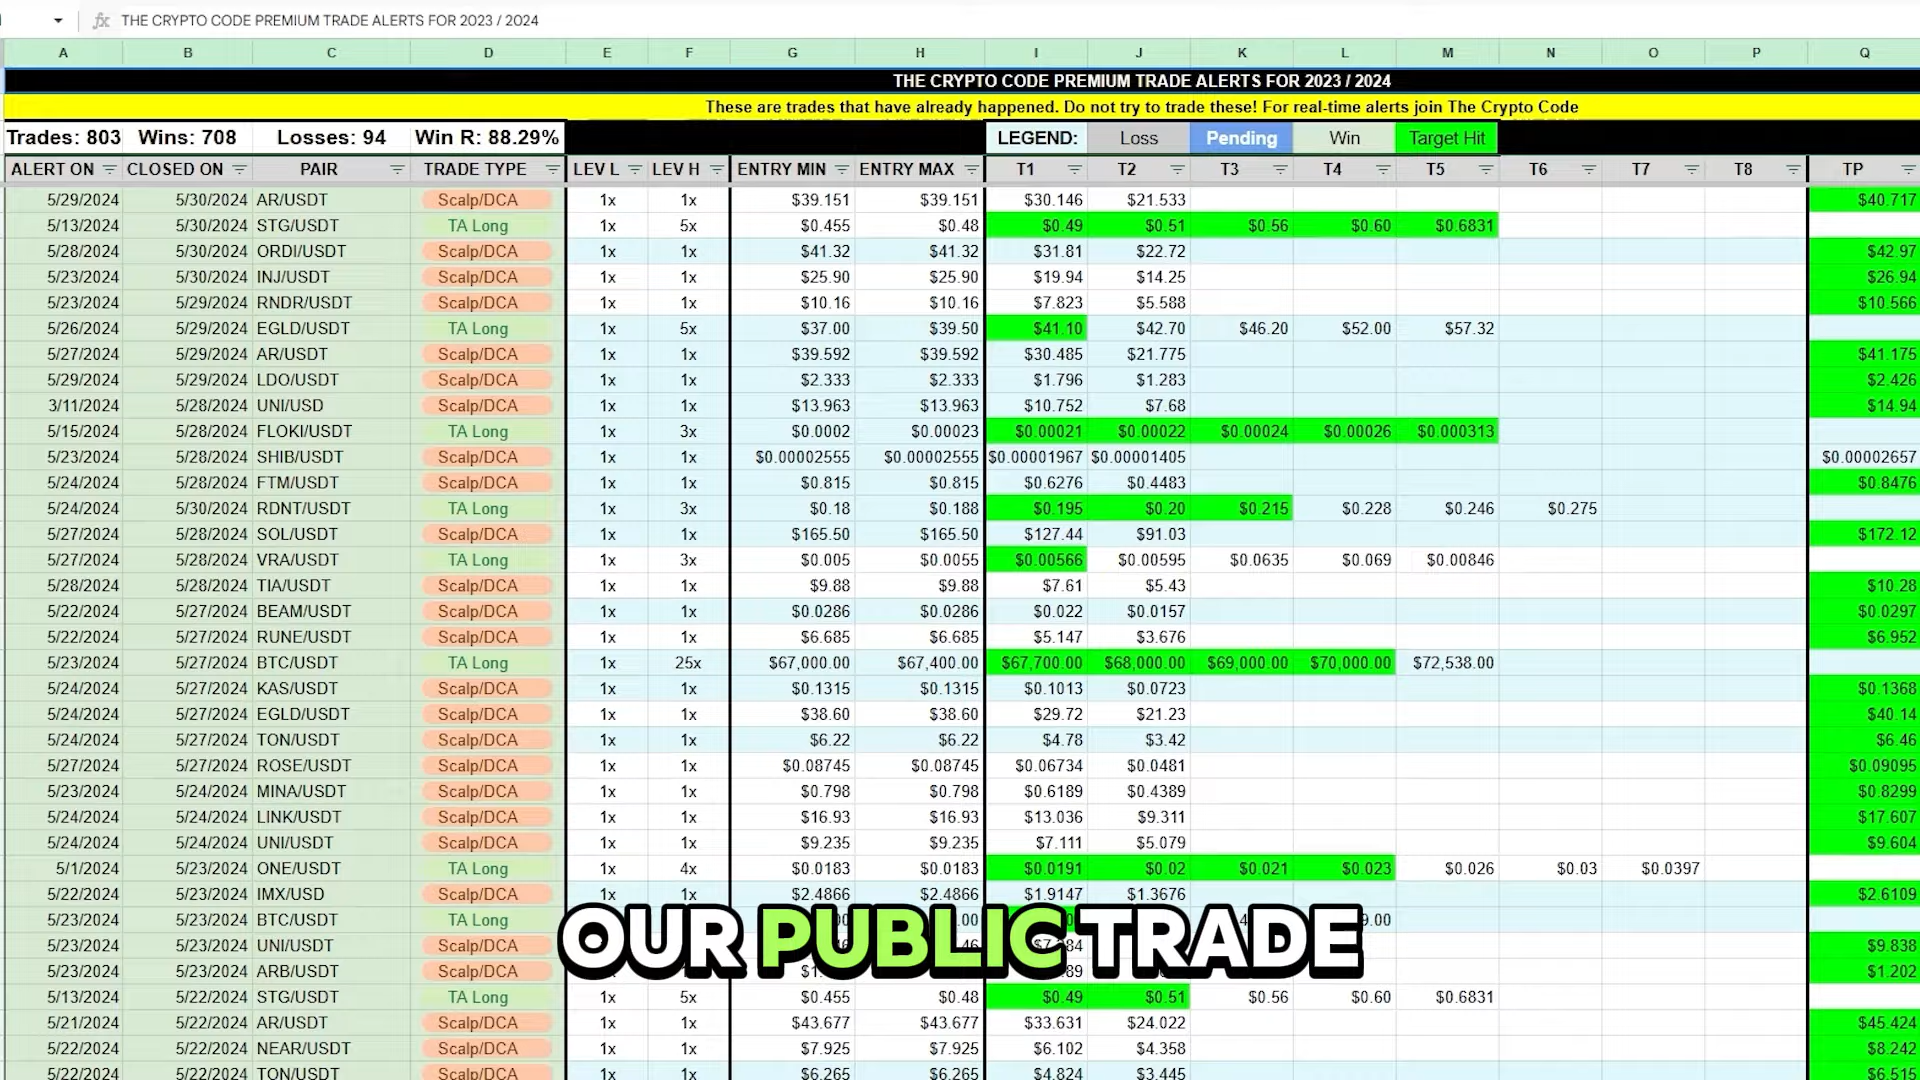 fx THE CRYPTO CODE PREMIUM TRADE ALERTS FOR 2023 / 2024
A B C D E F G H I J K L M N O P Q
THE CRYPTO CODE PREMIUM TRADE ALERTS FOR 2023 / 2024
These are trades that have already happened. Do not try to trade these! For real-time alerts join The Crypto Code
Trades: 803 Wins: 708 Losses: 94 Win R: 88.29% LEGEND: Loss Pending Win Target Hit
ALERT ON CLOSED ON PAIR TRADE TYPE LEV L LEV H ENTRY MIN ENTRY MAX T1 T2 T3 T4 T5 T6 T7 T8 TP
5/29/2024 5/30/2024 AR/USDT Scalp/DCA 1x 1x $39.151 $39.151 $30.146 $21.533 $40.717
5/13/2024 5/30/2024 STG/USDT TA Long 1x 5x $0.455 $0.48 $0.49 $0.51 $0.56 $0.60 $0.6831
5/28/2024 5/30/2024 ORDI/USDT Scalp/DCA 1x 1x $41.32 $41.32 $31.81 $22.72 $42.97
5/23/2024 5/30/2024 INJ/USDT Scalp/DCA 1x 1x $25.90 $25.90 $19.94 $14.25 $26.94
5/23/2024 5/29/2024 RNDR/USDT Scalp/DCA 1x 1x $10.16 $10.16 $7.823 $5.588 $10.566
5/26/2024 5/29/2024 EGLD/USDT TA Long 1x 5x $37.00 $39.50 $41.10 $42.70 $46.20 $52.00 $57.32
5/27/2024 5/29/2024 AR/USDT Scalp/DCA 1x 1x $39.592 $39.592 $30.485 $21.775 $41.175
5/29/2024 5/29/2024 LDO/USDT Scalp/DCA 1x 1x $2.333 $2.333 $1.796 $1.283 $2.426
3/11/2024 5/28/2024 UNI/USD Scalp/DCA 1x 1x $13.963 $13.963 $10.752 $7.68 $14.94
5/15/2024 5/28/2024 FLOKI/USDT TA Long 1x 3x $0.0002 $0.00023 $0.00021 $0.00022 $0.00024 $0.00026 $0.000313
5/23/2024 5/28/2024 SHIB/USDT Scalp/DCA 1x 1x $0.00002555 $0.00002555 $0.00001967 $0.00001405 $0.00002657
5/24/2024 5/28/2024 FTM/USDT Scalp/DCA 1x 1x $0.815 $0.815 $0.6276 $0.4483 $0.8476
5/24/2024 5/30/2024 RDNT/USDT TA Long 1x 3x $0.18 $0.188 $0.195 $0.20 $0.215 $0.228 $0.246 $0.275
5/27/2024 5/28/2024 SOL/USDT Scalp/DCA 1x 1x $165.50 $165.50 $127.44 $91.03 $172.12
5/27/2024 5/28/2024 VRA/USDT TA Long 1x 3x $0.005 $0.0055 $0.00566 $0.00595 $0.0635 $0.069 $0.00846
5/28/2024 5/28/2024 TIA/USDT Scalp/DCA 1x 1x $9.88 $9.88 $7.61 $5.43 $10.28
5/22/2024 5/27/2024 BEAM/USDT Scalp/DCA 1x 1x $0.0286 $0.0286 $0.022 $0.0157 $0.0297
5/22/2024 5/27/2024 RUNE/USDT Scalp/DCA 1x 1x $6.685 $6.685 $5.147 $3.676 $6.952
5/23/2024 5/27/2024 BTC/USDT TA Long 1x 25x $67,000.00 $67,400.00 $67,700.00 $68,000.00 $69,000.00 $70,000.00 $72,538.00
5/24/2024 5/27/2024 KAS/USDT Scalp/DCA 1x 1x $0.1315 $0.1315 $0.1013 $0.0723 $0.1368
5/24/2024 5/27/2024 EGLD/USDT Scalp/DCA 1x 1x $38.60 $38.60 $29.72 $21.23 $40.14
5/24/2024 5/27/2024 TON/USDT Scalp/DCA 1x 1x $6.22 $6.22 $4.78 $3.42 $6.46
5/27/2024 5/27/2024 ROSE/USDT Scalp/DCA 1x 1x $0.08745 $0.08745 $0.06734 $0.0481 $0.09095
5/23/2024 5/24/2024 MINA/USDT Scalp/DCA 1x 1x $0.798 $0.798 $0.6189 $0.4389 $0.8299
5/24/2024 5/24/2024 LINK/USDT Scalp/DCA 1x 1x $16.93 $16.93 $13.036 $9.311 $17.607
5/24/2024 5/24/2024 UNI/USDT Scalp/DCA 1x 1x $9.235 $9.235 $7.111 $5.079 $9.604
5/1/2024 5/23/2024 ONE/USDT TA Long 1x 4x $0.0183 $0.0183 $0.0191 $0.02 $0.021 $0.023 $0.026 $0.03 $0.0397
5/22/2024 5/23/2024 IMX/USD Scalp/DCA 1x 1x $2.4866 $2.4866 $1.9147 $1.3676 $2.6109
5/23/2024 5/23/2024 BTC/USDT TA Long
5/23/2024 5/23/2024 UNI/USDT Scalp/DCA $9.838
5/23/2024 5/23/2024 ARB/USDT Scalp/DCA $1.202
OUR PUBLIC TRADE
5/13/2024 5/22/2024 STG/USDT TA Long 1x 5x $0.455 $0.48 $0.49 $0.51 $0.56 $0.60 $0.6831
5/21/2024 5/22/2024 AR/USDT Scalp/DCA 1x 1x $43.677 $43.677 $33.631 $24.022 $45.424
5/22/2024 5/22/2024 NEAR/USDT Scalp/DCA 1x 1x $7.925 $7.925 $6.102 $4.358 $8.242
5/22/2024 5/22/2024 TON/USDT Scalp/DCA 1x 1x $6.265 $6.265 $4.824 $3.445 $6.515